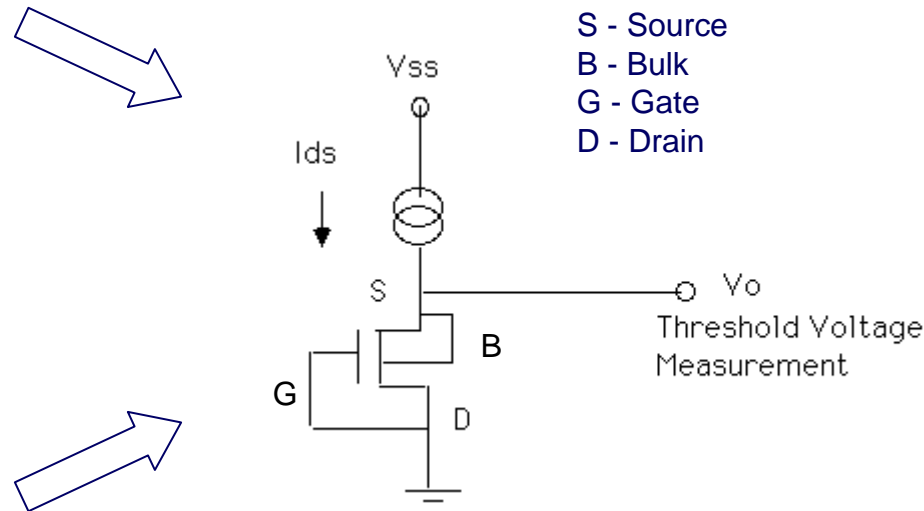 S - Source
B - Bulk
G - Gate
D - Drain
Vss
Ids
S
Vo
Threshold Voltage
Measurement
B
G
D